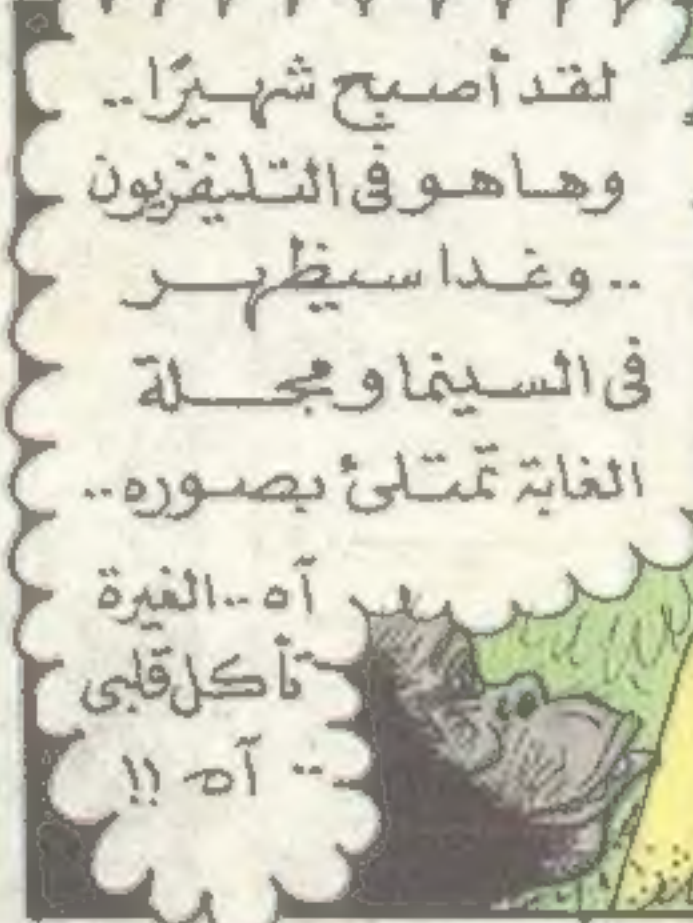 لقد أصبح شهيرًا..
وها هو فى التليفزيون
.. وغدا سيظهر
فى السينما ومجلة
الغابة تمتلئ بصوره..
آه .. الغيرة
تأكل قلبى
.. آه !!